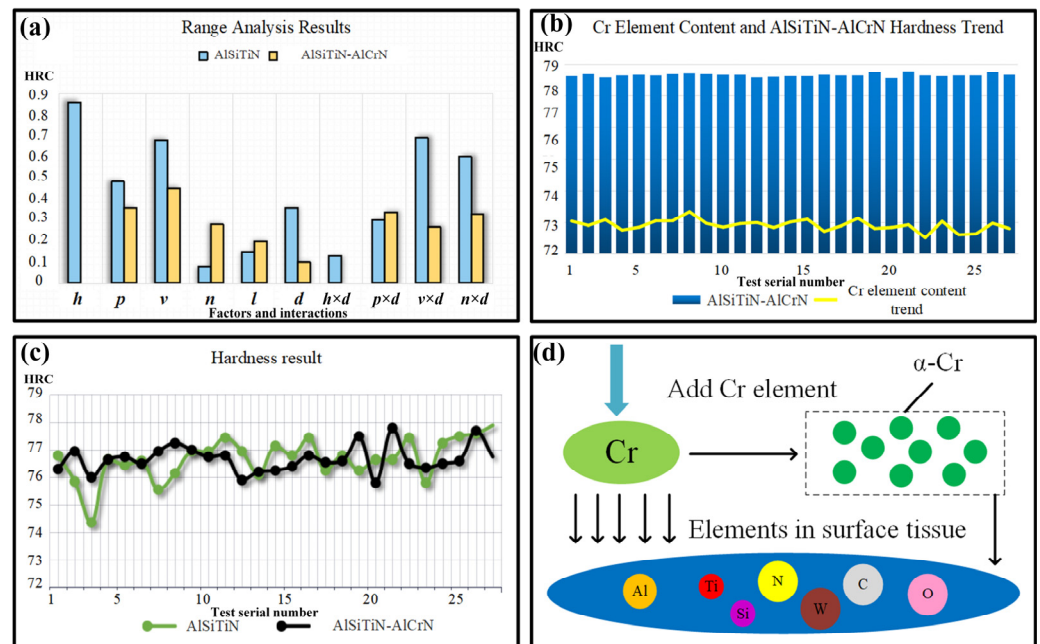 (a)
Range Analysis Results
AlSiTiN
AlSiTiN-AlCrN
HRC
0.9
0.8
0.7
0.6
0.5
0.4
0.3
0.2
0.1
0
h p v n l d h×d p×d v×d n×d
Factors and interactions
(b)
Cr Element Content and AlSiTiN-AlCrN Hardness Trend
HRC
79
78
77
76
75
74
73
72
1 5 10 15 20 25
Test serial number
AlSiTiN-AlCrN
Cr element content
trend
(c)
Hardness result
HRC
79
78
77
76
75
74
73
72
1 5 10 15 20 25
Test serial number
AlSiTiN
AlSiTiN-AlCrN
(d)
α-Cr
Add Cr element
Cr
Elements in surface tissue
Al Ti Si N W C O